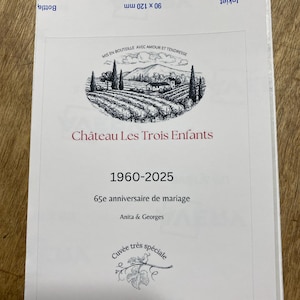 Inkjet
90 x 120 mm
MIS EN BOUTEILLE AVEC AMOUR ET TENDRESSE
Château Les Trois Enfants
1960-2025
65e anniversaire de mariage
Anita & Georges
Cuvée très spéciale